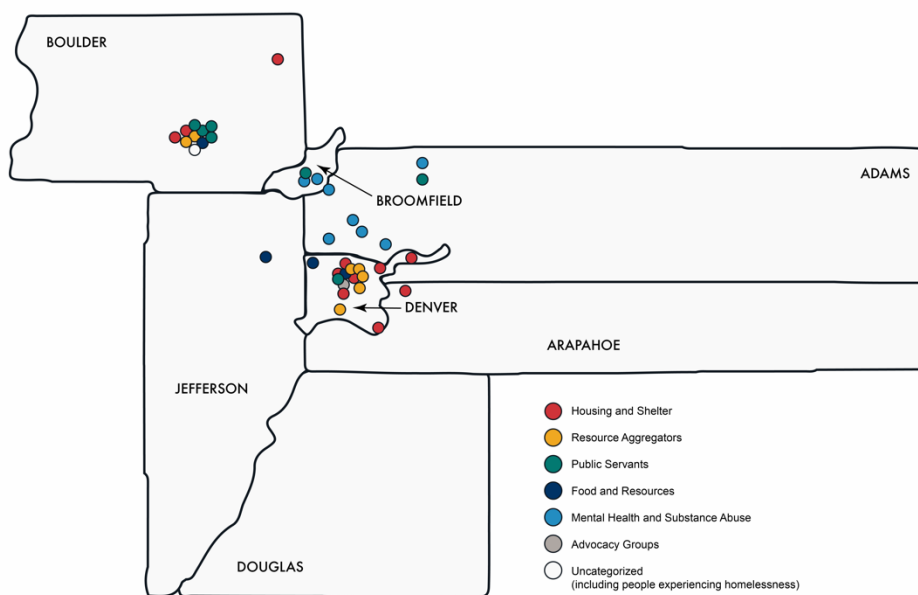 BOULDER
ADAMS
BROOMFIELD
DENVER
ARAPAHOE
JEFFERSON
DOUGLAS
Housing and Shelter
Resource Aggregators
Public Servants
Food and Resources
Mental Health and Substance Abuse
Advocacy Groups
Uncategorized
(including people experiencing homelessness)